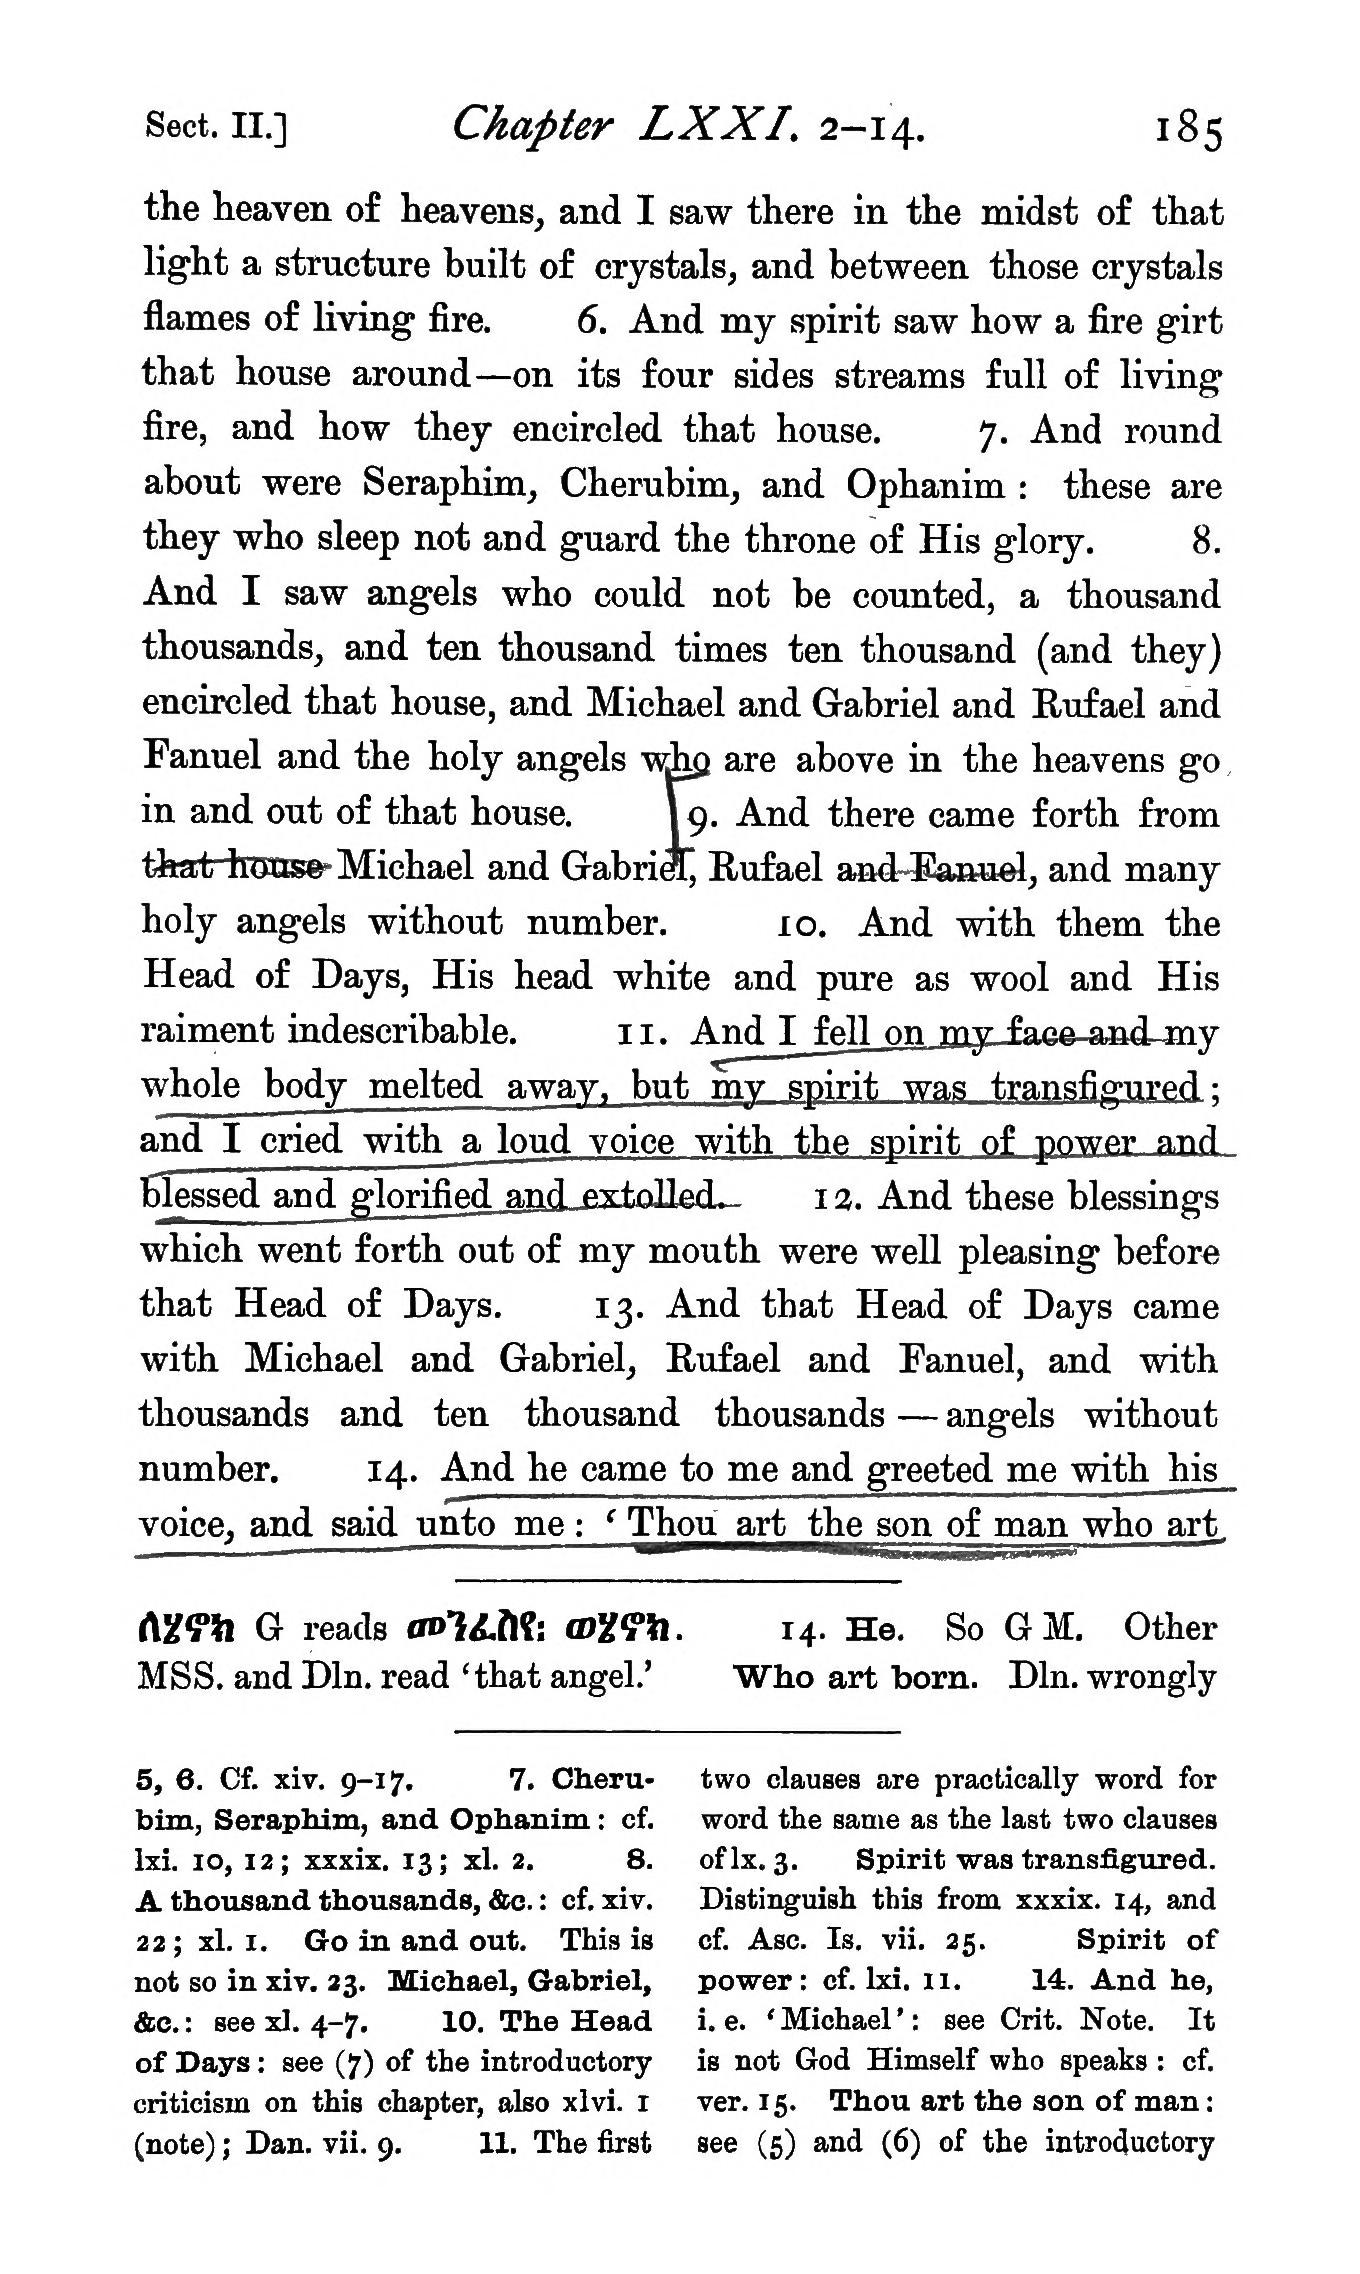 Sect. II.] Chapter LXXI. 2–14. 185
the heaven of heavens, and I saw there in the midst of that
light a structure built of crystals, and between those crystals
flames of living fire. 6. And my spirit saw how a fire girt
that house around—on its four sides streams full of living
fire, and how they encircled that house. 7. And round
about were Seraphim, Cherubim, and Ophanim: these are
they who sleep not and guard the throne of His glory. 8.
And I saw angels who could not be counted, a thousand
thousands, and ten thousand times ten thousand (and they)
encircled that house, and Michael and Gabriel and Rufael and
Fanuel and the holy angels who are above in the heavens go
in and out of that house. 9. And there came forth from
that house Michael and Gabriel, Rufael and Fanuel, and many
holy angels without number. 10. And with them the
Head of Days, His head white and pure as wool and His
raiment indescribable. 11. And I fell on my face and my
whole body melted away, but my spirit was transfigured;
and I cried with a loud voice with the spirit of power and
blessed and glorified and extolled. 12. And these blessings
which went forth out of my mouth were well pleasing before
that Head of Days. 13. And that Head of Days came
with Michael and Gabriel, Rufael and Fanuel, and with
thousands and ten thousand thousands — angels without
number. 14. And he came to me and greeted me with his
voice, and said unto me: ‘Thou art the son of man who art
ለሄኖክ G reads መንፈስየ፡ ወሄኖክ. 14. He. So G M. Other
MSS. and Dln. read ‘that angel.’ Who art born. Dln. wrongly
5, 6. Cf. xiv. 9–17. 7. Cheru-
bim, Seraphim, and Ophanim: cf.
lxi. 10, 12; xxxix. 13; xl. 2. 8.
A thousand thousands, &c.: cf. xiv.
22; xl. 1. Go in and out. This is
not so in xiv. 23. Michael, Gabriel,
&c.: see xl. 4–7. 10. The Head
of Days: see (7) of the introductory
criticism on this chapter, also xlvi. 1
(note); Dan. vii. 9. 11. The first
two clauses are practically word for
word the same as the last two clauses
of lx. 3. Spirit was transfigured.
Distinguish this from xxxix. 14, and
cf. Asc. Is. vii. 25. Spirit of
power: cf. lxi. 11. 14. And he,
i. e. ‘Michael’: see Crit. Note. It
is not God Himself who speaks: cf.
ver. 15. Thou art the son of man:
see (5) and (6) of the introductory